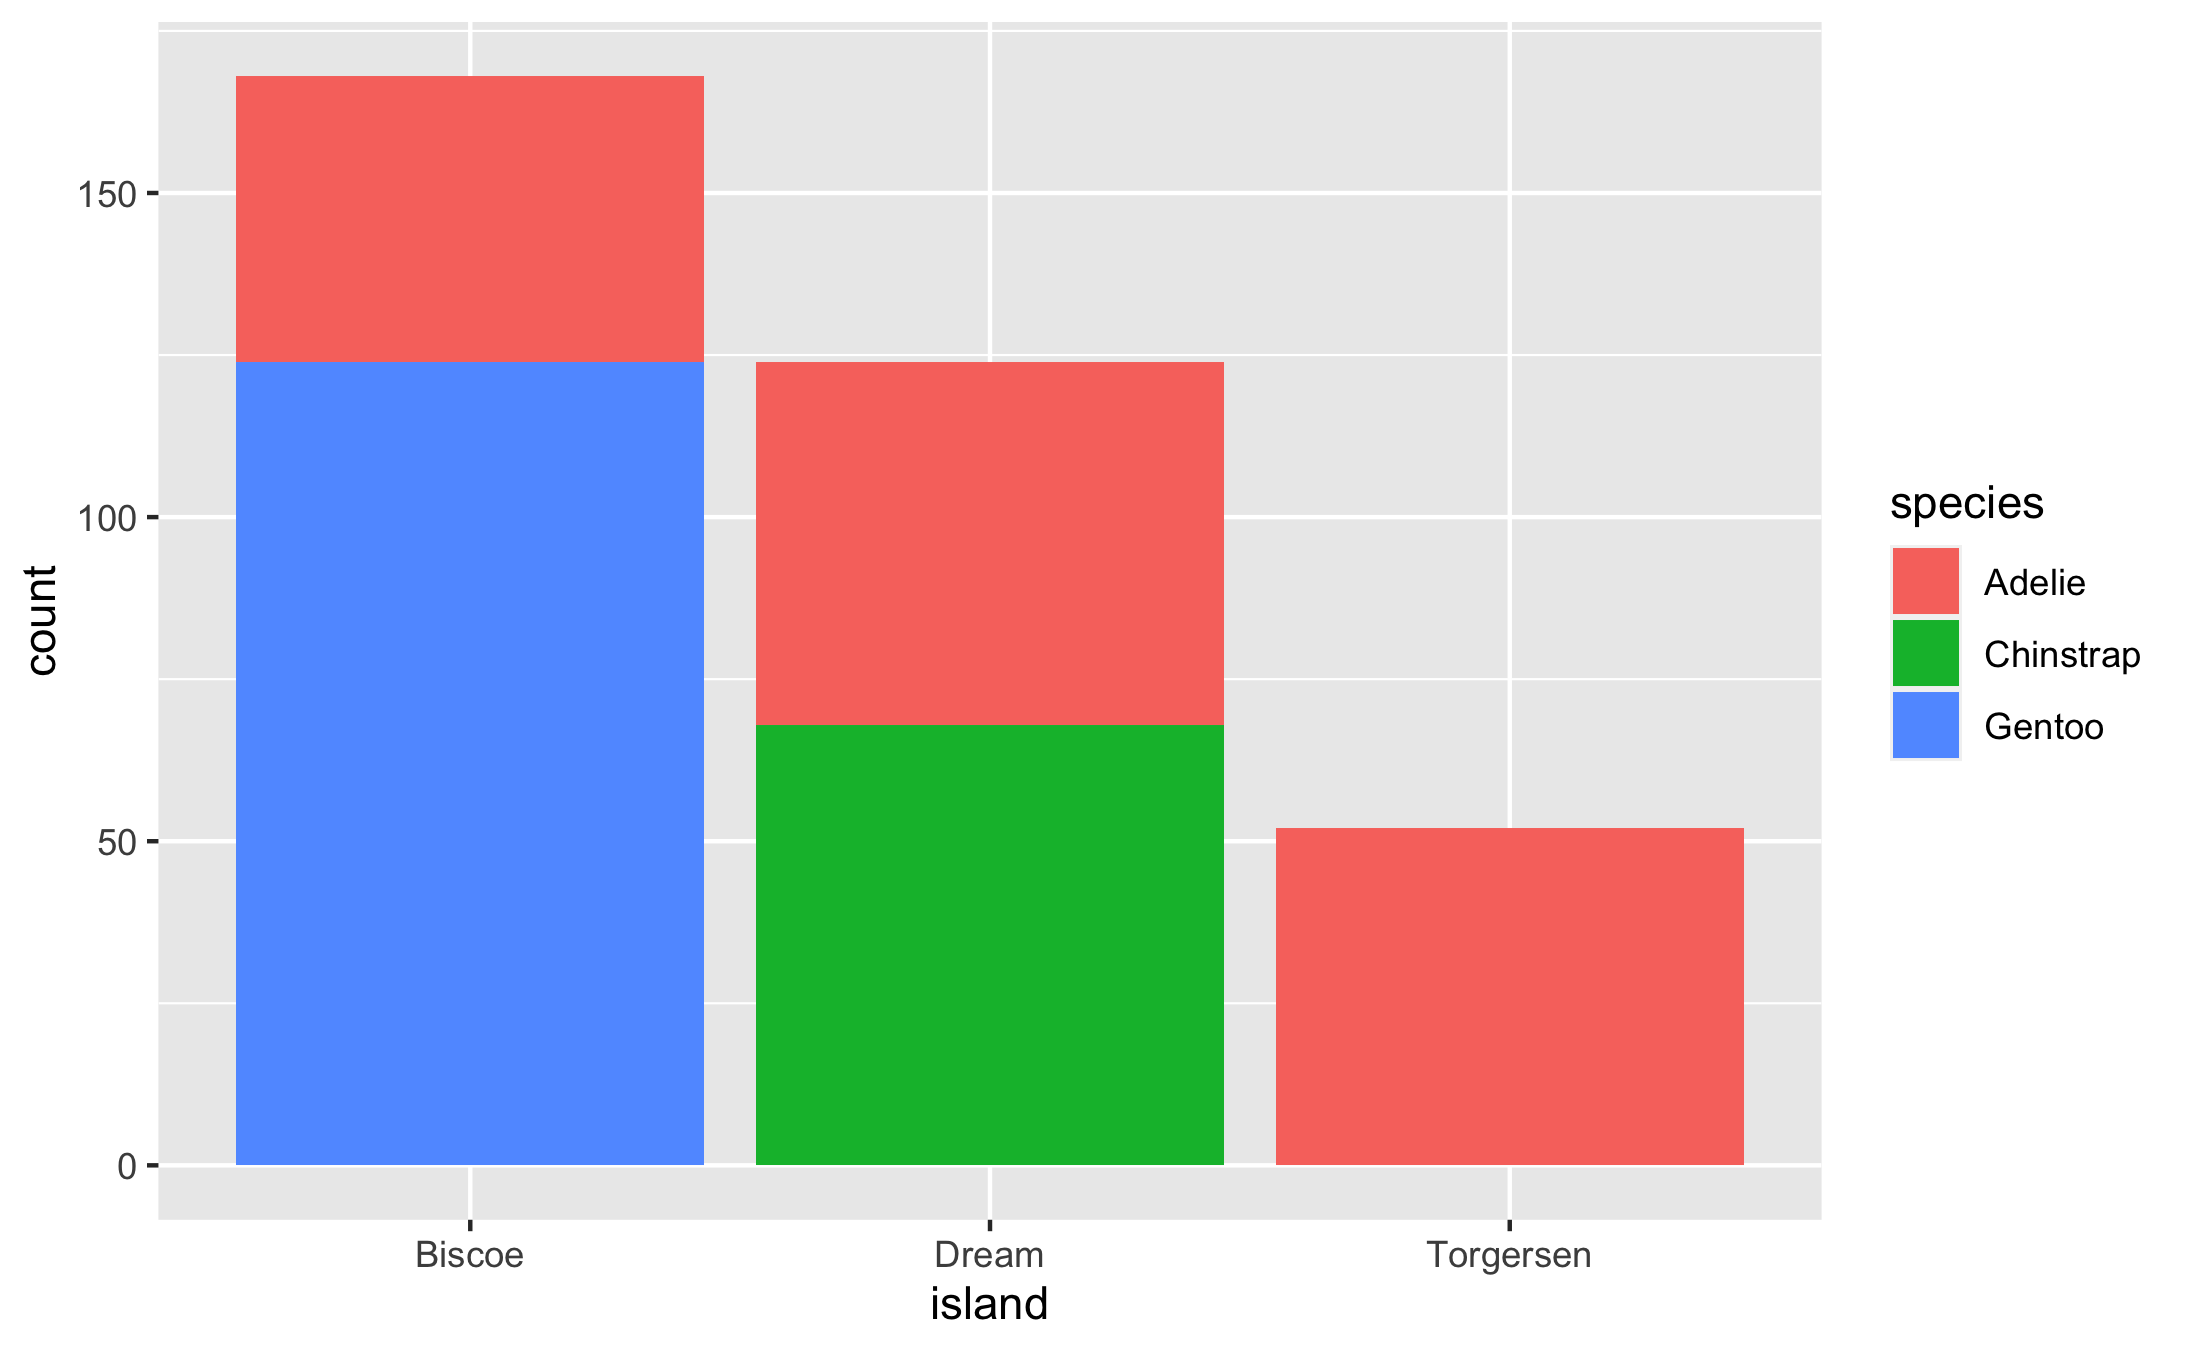 150
100
50
0
count
Biscoe
Dream
Torgersen
island
species
Adelie
Chinstrap
Gentoo